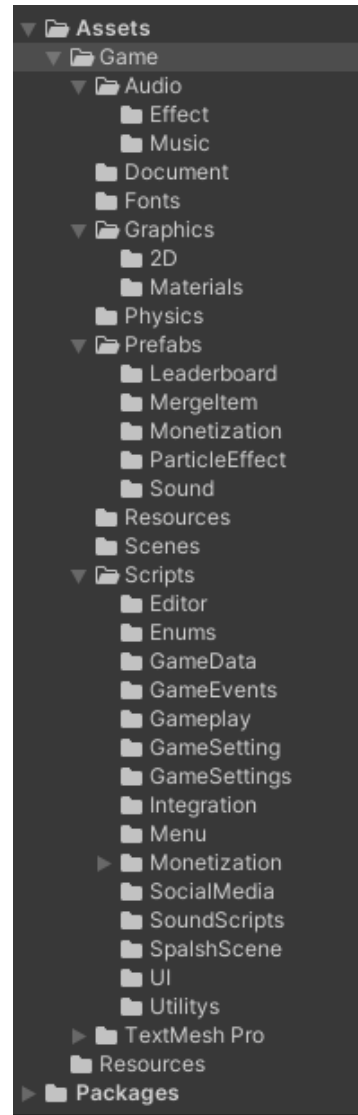 Assets
Game
Audio
Effect
Music
Document
Fonts
Graphics
2D
Materials
Physics
Prefabs
Leaderboard
MergeItem
Monetization
ParticleEffect
Sound
Resources
Scenes
Scripts
Editor
Enums
GameData
GameEvents
Gameplay
GameSetting
GameSettings
Integration
Menu
Monetization
SocialMedia
SoundScripts
SpalshScene
UI
Utilitys
TextMesh Pro
Resources
Packages